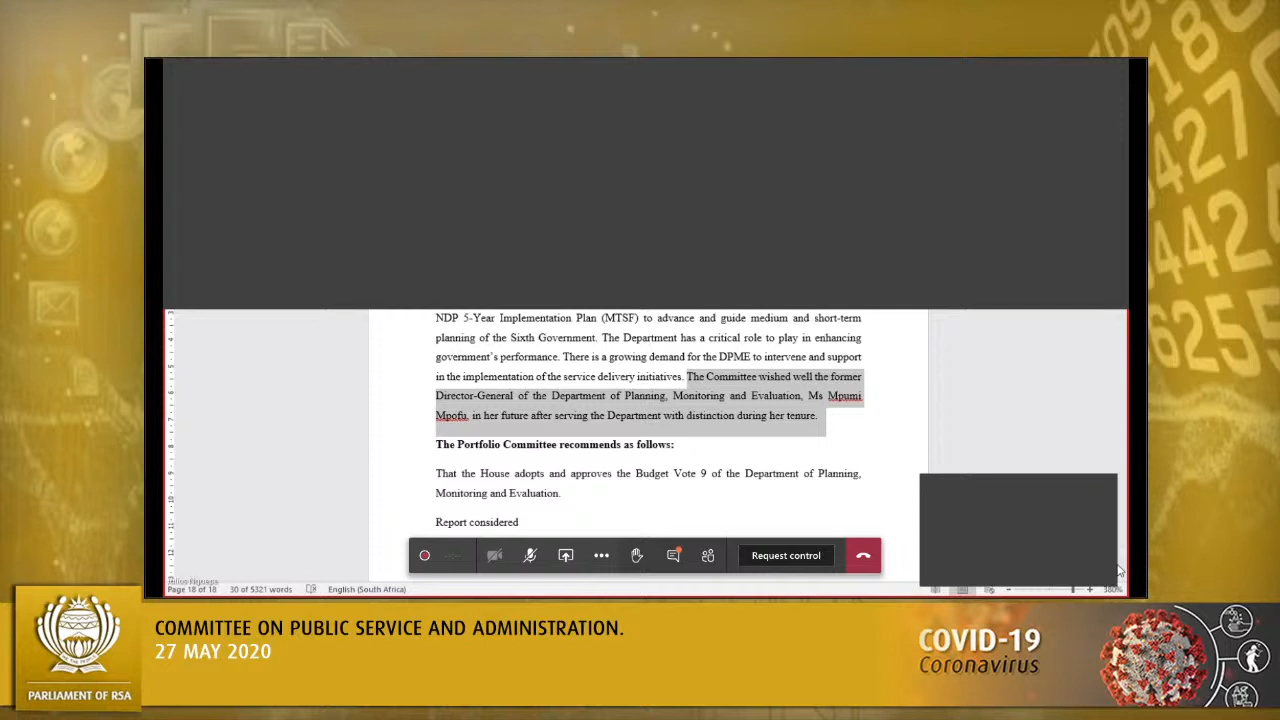 NDP 5-Year Implementation Plan (MTSF) to advance and guide medium and short-term
planning of the Sixth Government. The Department has a critical role to play in enhancing
government's performance. There is a growing demand for the DPME to intervene and support
in the implementation of the service delivery initiatives. The Committee wished well the former
Director-General of the Department of Planning, Monitoring and Evaluation, Ms Mpumi
Mpofu, in her future after serving the Department with distinction during her tenure.
The Portfolio Committee recommends as follows:
That the House adopts and approves the Budget Vote 9 of the Department of Planning,
Monitoring and Evaluation.
Report considered
Request control
Page 18 of 18 30 of 5321 words English (South Africa) 380%
COMMITTEE ON PUBLIC SERVICE AND ADMINISTRATION.
27 MAY 2020
PARLIAMENT OF RSA
COVID-19
Coronavirus